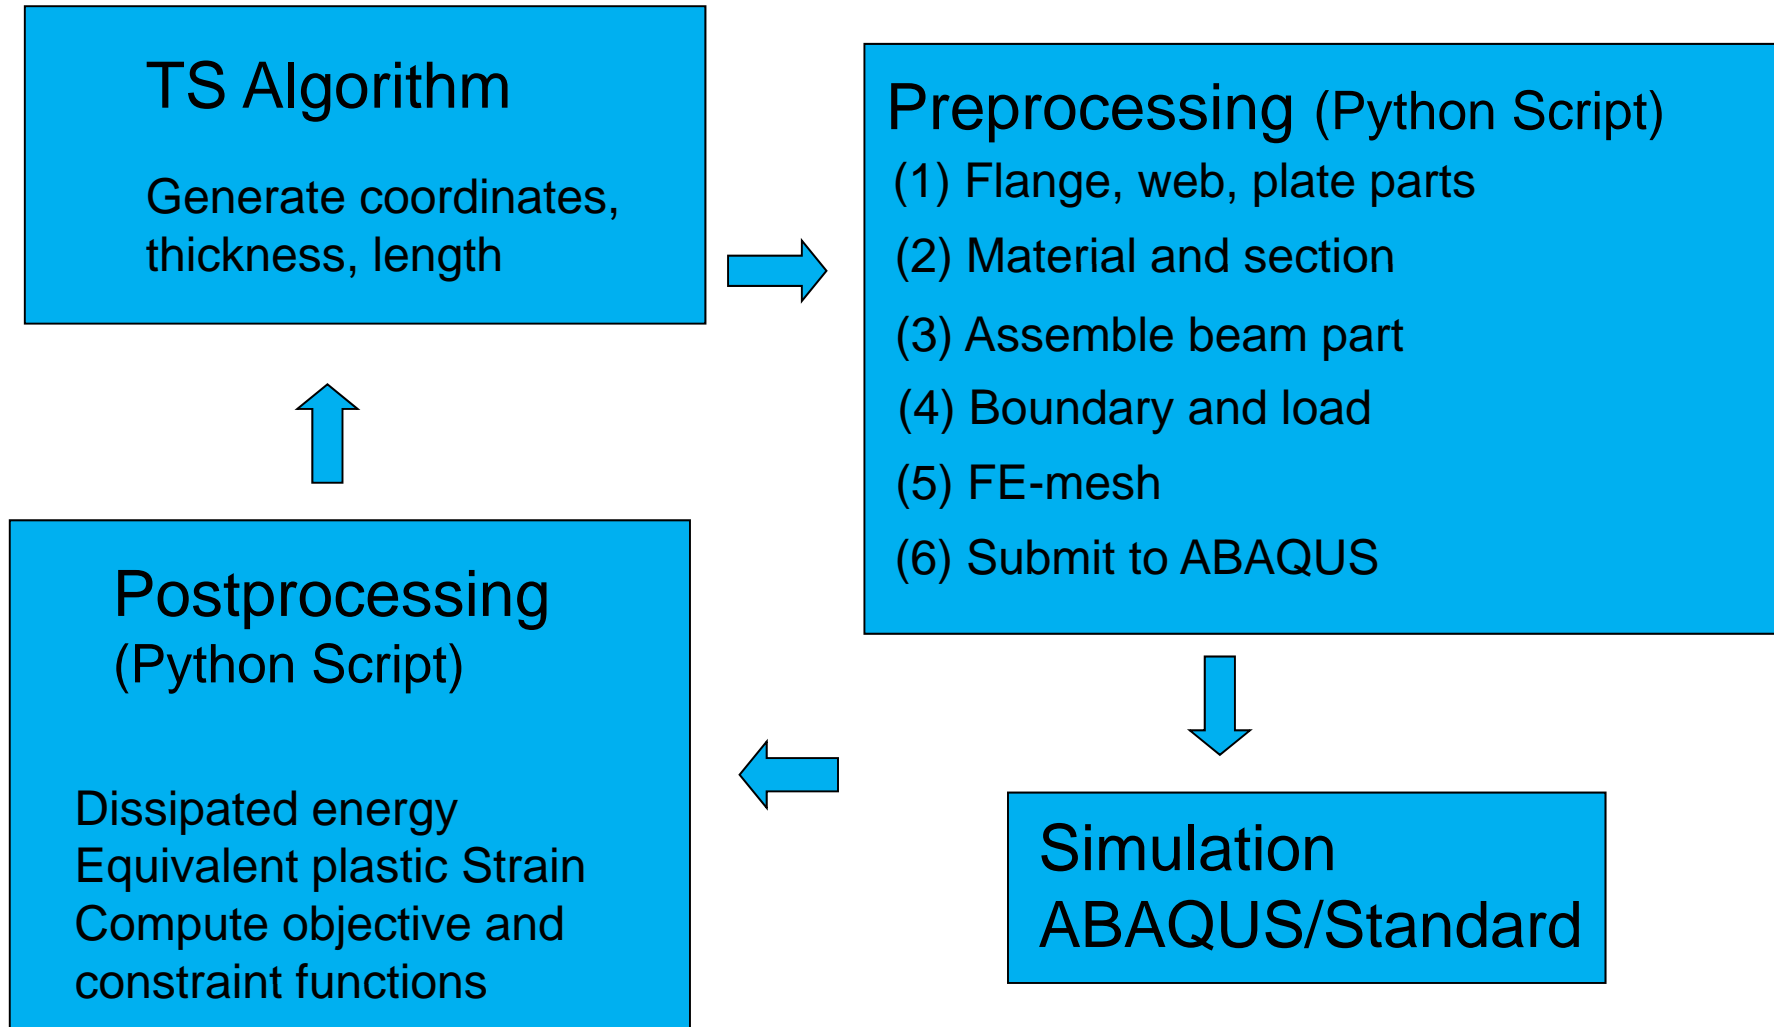 TS Algorithm
Generate coordinates,
thickness, length
Preprocessing (Python Script)
(1) Flange, web, plate parts
(2) Material and section
(3) Assemble beam part
(4) Boundary and load
(5) FE-mesh
(6) Submit to ABAQUS
Simulation
ABAQUS/Standard
Postprocessing
(Python Script)
Dissipated energy
Equivalent plastic Strain
Compute objective and
constraint functions